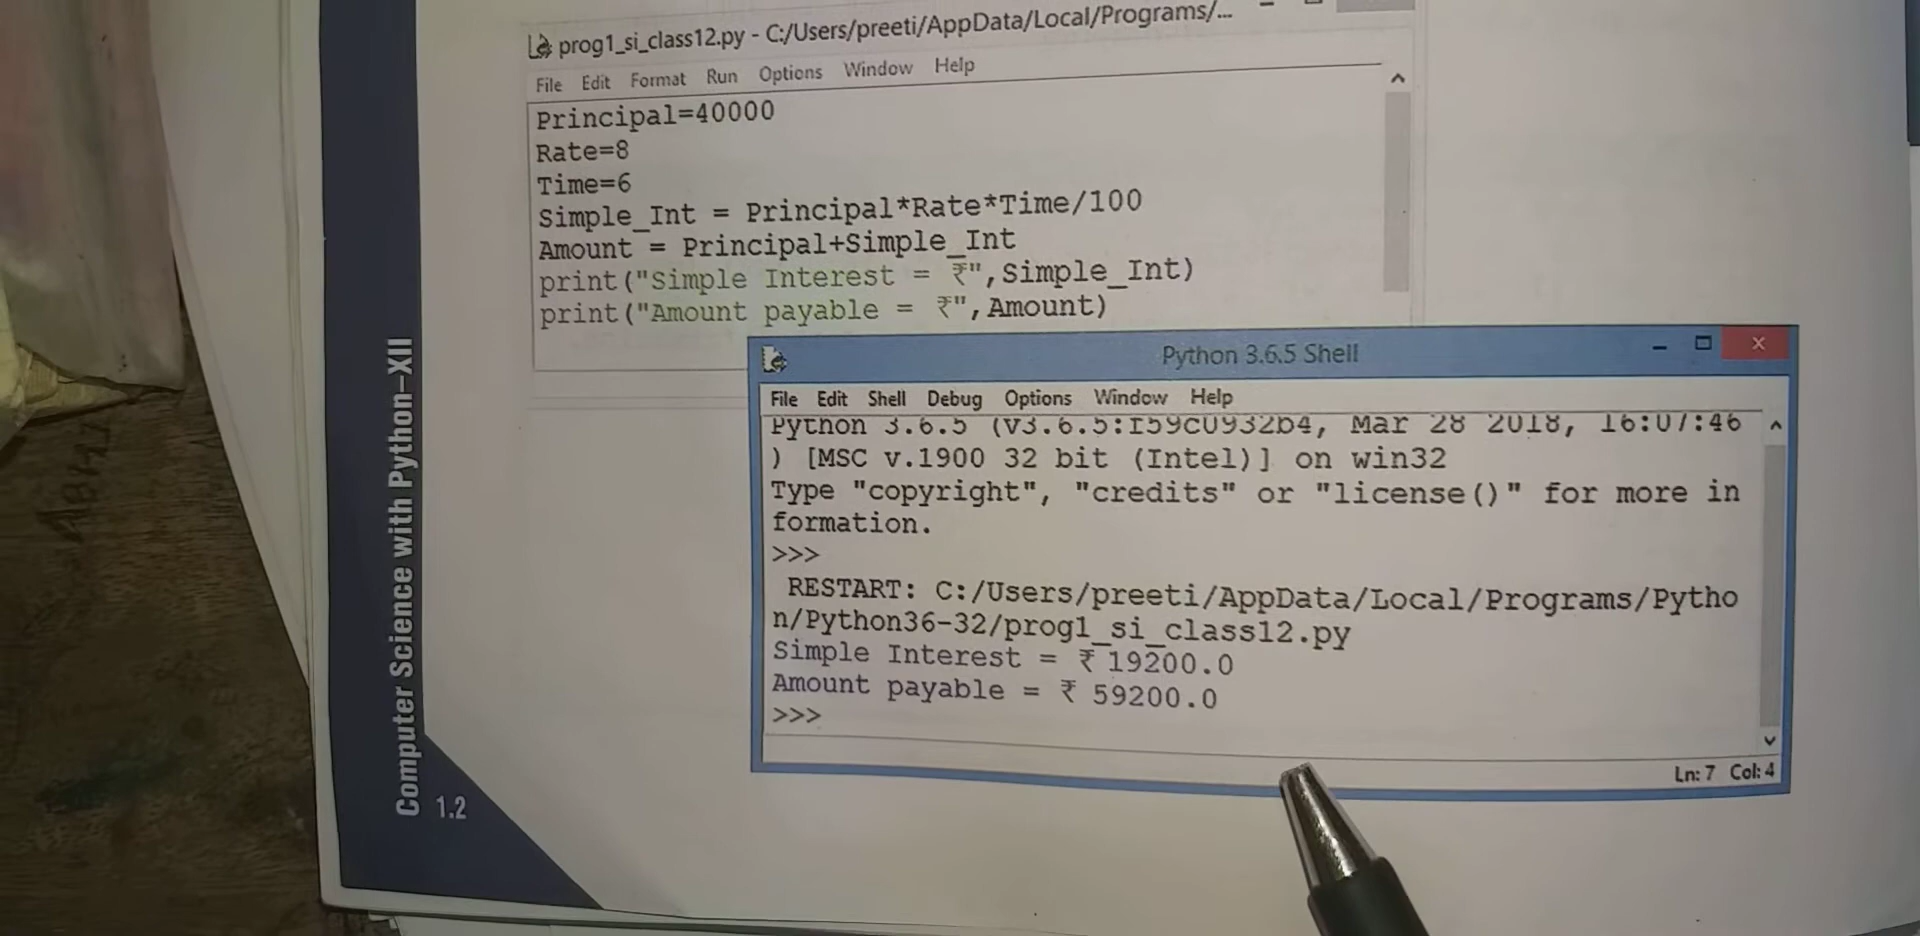 prog1_si_class12.py - C:/Users/preeti/AppData/Local/Programs/...
File Edit Format Run Options Window Help
Principal=40000
Rate=8
Time=6
Simple_Int = Principal*Rate*Time/100
Amount = Principal+Simple_Int
print("Simple Interest = ₹",Simple_Int)
print("Amount payable = ₹",Amount)
Python 3.6.5 Shell
File Edit Shell Debug Options Window Help
Python 3.6.5 (v3.6.5:f59c0932b4, Mar 28 2018, 16:07:46
) [MSC v.1900 32 bit (Intel)] on win32
Type "copyright", "credits" or "license()" for more in
formation.
>>>
RESTART: C:/Users/preeti/AppData/Local/Programs/Pytho
n/Python36-32/prog1_si_class12.py
Simple Interest = ₹ 19200.0
Amount payable = ₹ 59200.0
>>>
Ln: 7 Col: 4
Computer Science with Python–XII
1.2